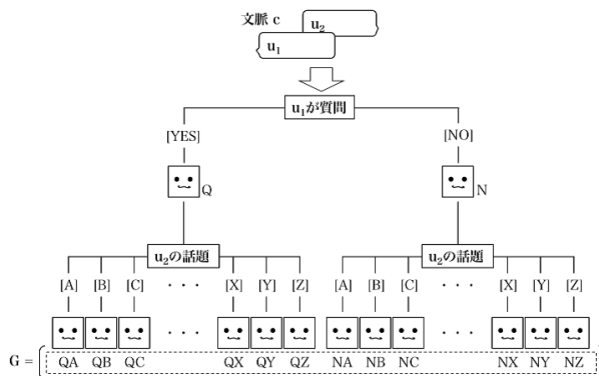 文脈 c
u2
u1
u1が質問
[YES]
[NO]
Q
N
u2の話題
u2の話題
[A] [B] [C] · · · [X] [Y] [Z]
[A] [B] [C] · · · [X] [Y] [Z]
· · ·
· · ·
G = { QA QB QC QX QY QZ NA NB NC NX NY NZ